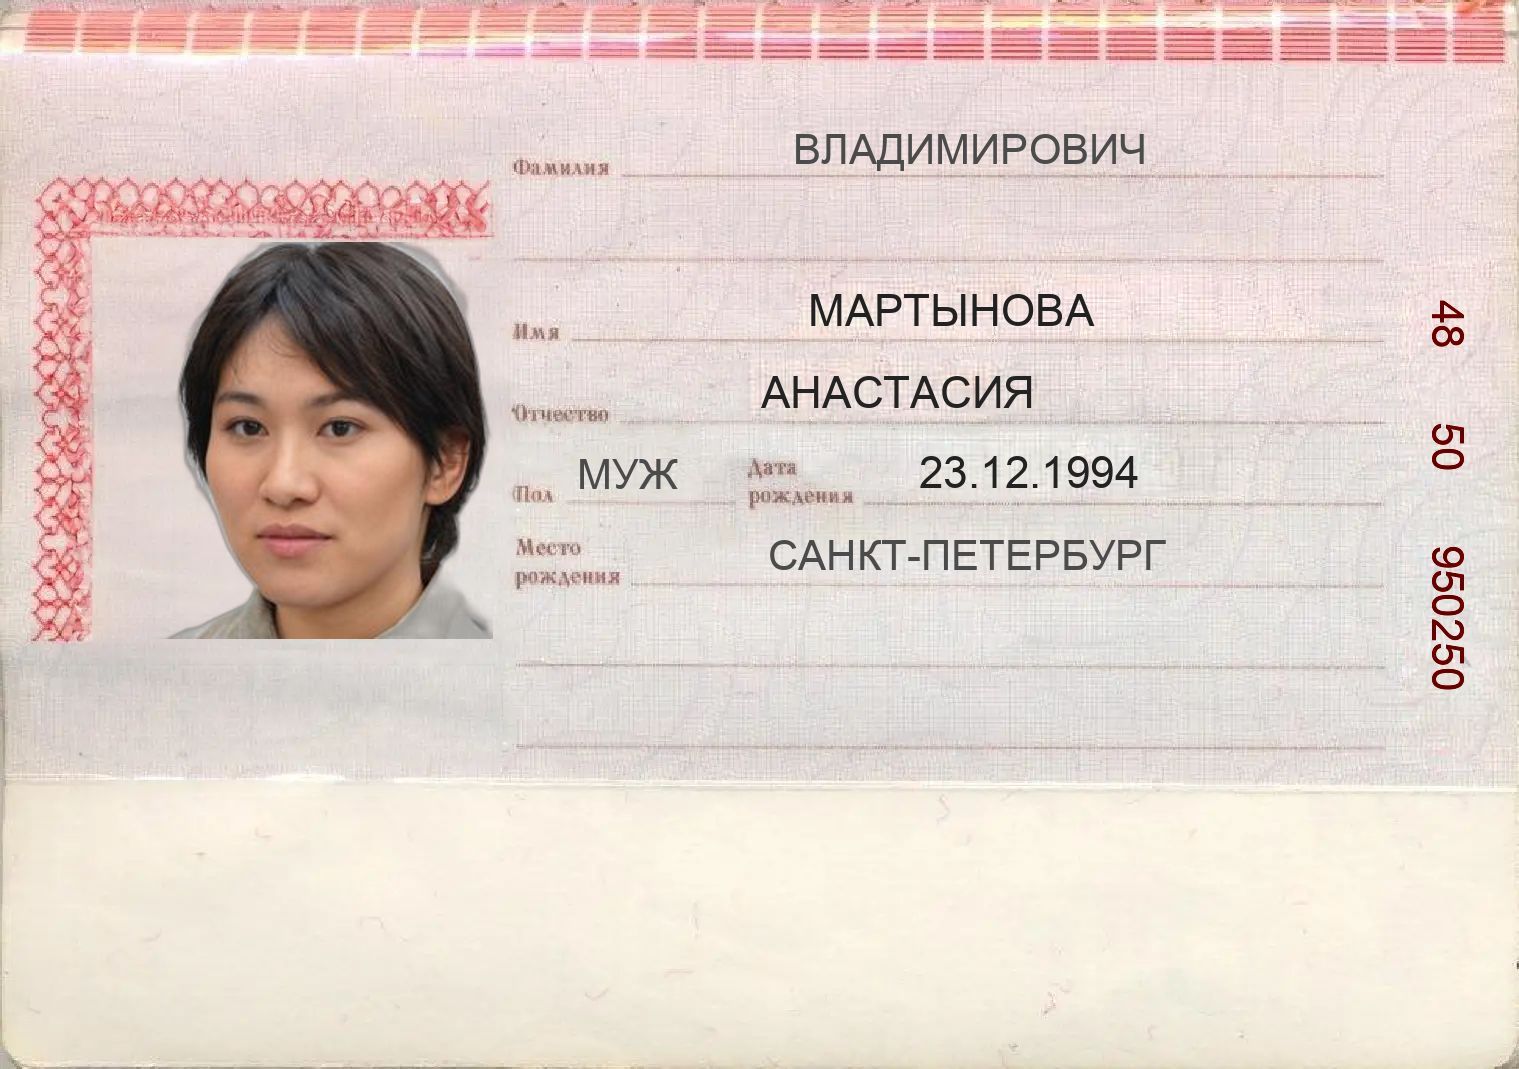 Фамилия ВЛАДИМИРОВИЧ
Имя МАРТЫНОВА
Отчество АНАСТАСИЯ
Пол МУЖ Дата рождения 23.12.1994
Место рождения САНКТ-ПЕТЕРБУРГ
48 50 950250